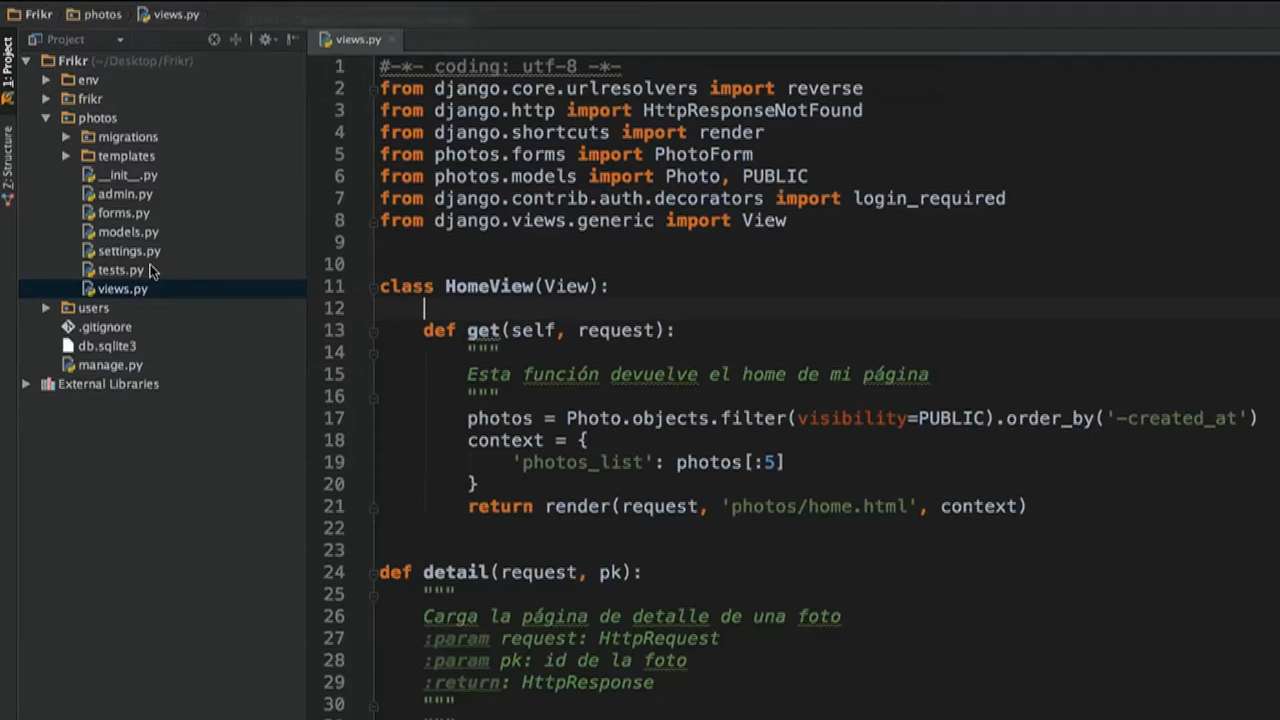 Frikr photos views.py
1: Project
Z: Structure
Project
Frikr (~/Desktop/Frikr)
env
frikr
photos
migrations
templates
__init__.py
admin.py
forms.py
models.py
settings.py
tests.py
views.py
users
.gitignore
db.sqlite3
manage.py
External Libraries
views.py
1 #-*- coding: utf-8 -*-
2 from django.core.urlresolvers import reverse
3 from django.http import HttpResponseNotFound
4 from django.shortcuts import render
5 from photos.forms import PhotoForm
6 from photos.models import Photo, PUBLIC
7 from django.contrib.auth.decorators import login_required
8 from django.views.generic import View
9
10
11 class HomeView(View):
12
13 def get(self, request):
14 """
15 Esta función devuelve el home de mi página
16 """
17 photos = Photo.objects.filter(visibility=PUBLIC).order_by('-created_at')
18 context = {
19 'photos_list': photos[:5]
20 }
21 return render(request, 'photos/home.html', context)
22
23
24 def detail(request, pk):
25 """
26 Carga la página de detalle de una foto
27 :param request: HttpRequest
28 :param pk: id de la foto
29 :return: HttpResponse
30 """